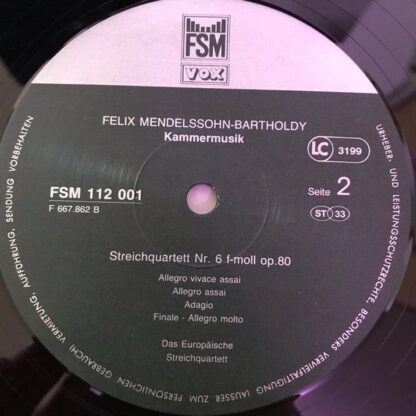 FSM
VOX
FELIX MENDELSSOHN-BARTHOLDY
Kammermusik
LC 3199
FSM 112 001
F 667.862 B
Seite 2
ST 33
Streichquartett Nr. 6 f-moll op.80
Allegro vivace assai
Allegro assai
Adagio
Finale - Allegro molto
Das Europäische
Streichquartett
URHEBER- UND LEISTUNGSSCHUTZRECHTE, BESONDERS VERVIELFÄLTIGUNG (AUSSER ZUM PERSÖNLICHEN GEBRAUCH) VERMIETUNG, AUFFÜHRUNG, SENDUNG VORBEHALTEN